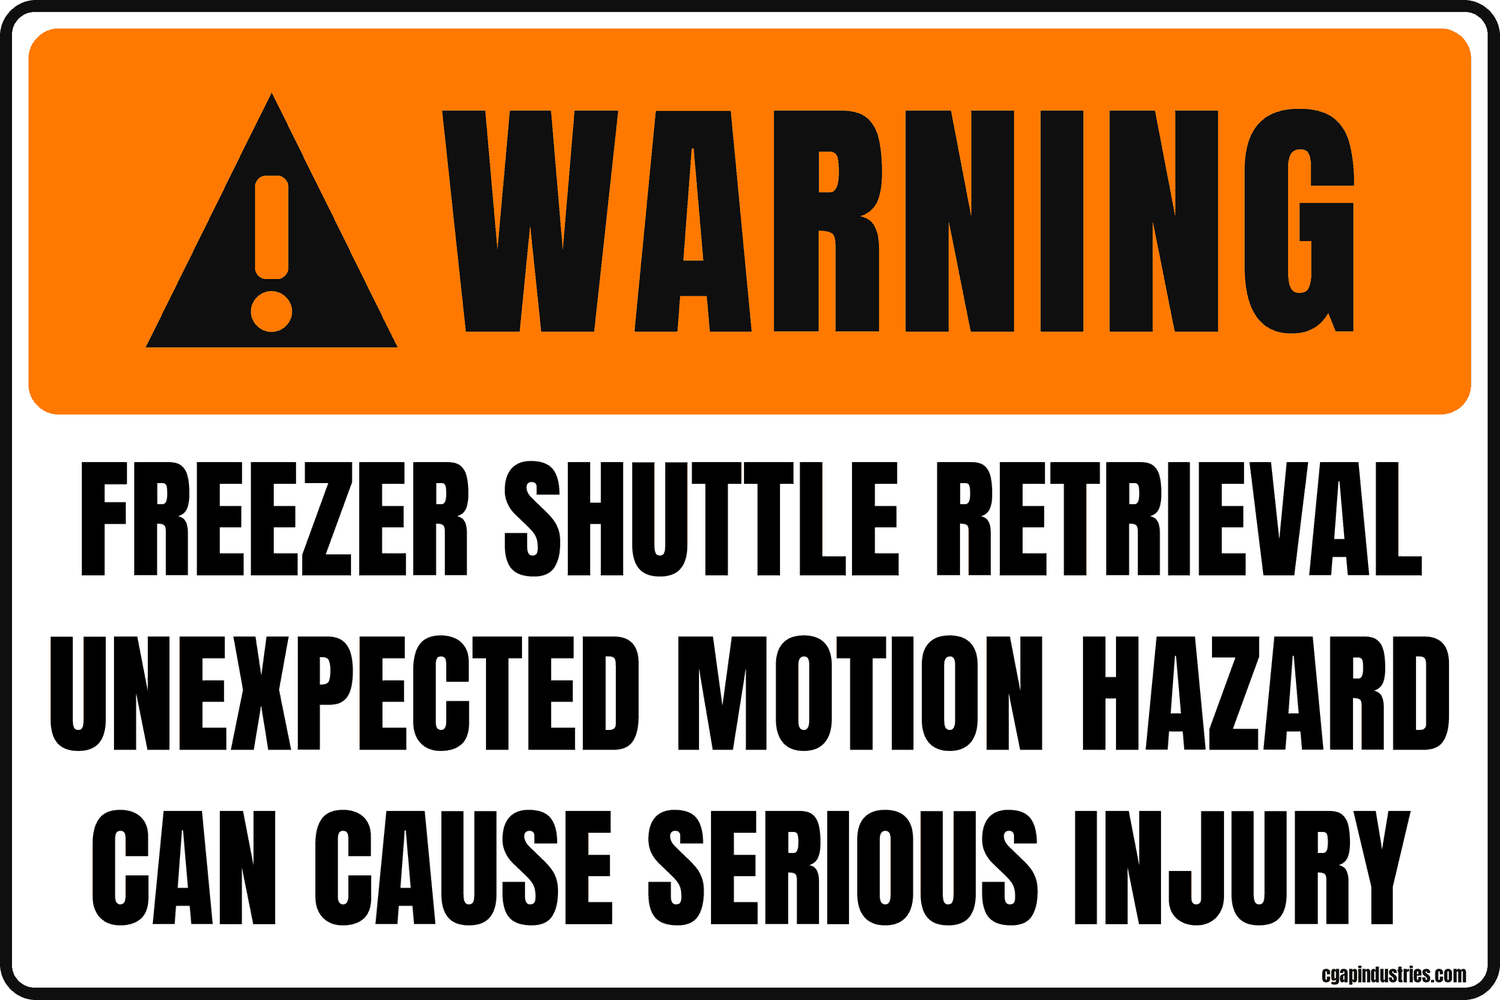 WARNING
FREEZER SHUTTLE RETRIEVAL
UNEXPECTED MOTION HAZARD
CAN CAUSE SERIOUS INJURY
cgapindustries.com